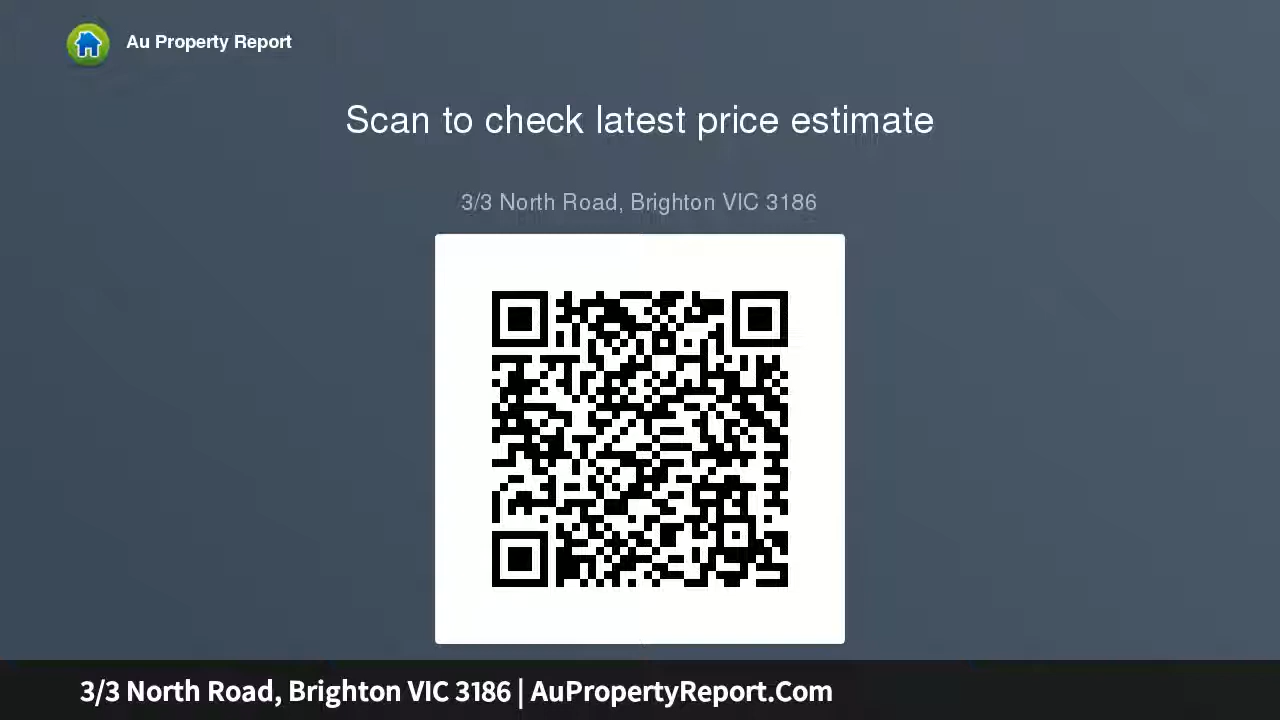 Au Property Report
Scan to check latest price estimate
3/3 North Road, Brighton VIC 3186
3/3 North Road, Brighton VIC 3186 | AuPropertyReport.Com